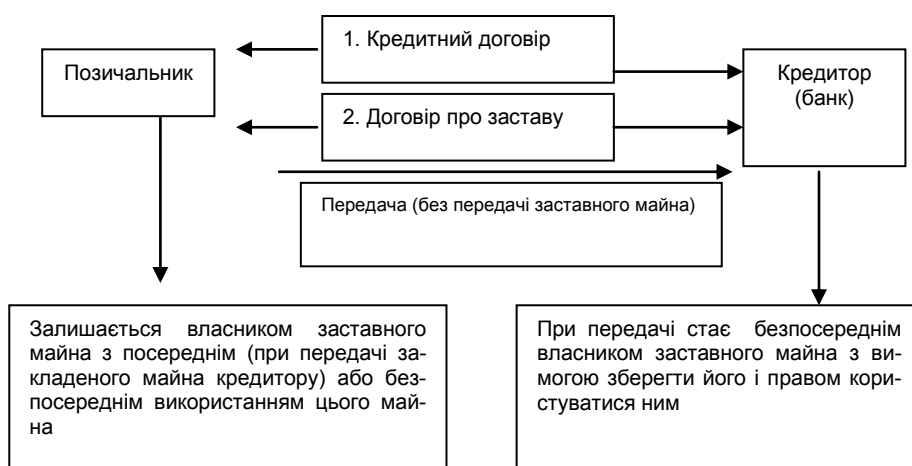 1. Кредитний договір
Позичальник
Кредитор
(банк)
2. Договір про заставу
Передача (без передачі заставного майна)
Залишається власником заставного
майна з посереднім (при передачі за-
кладеного майна кредитору) або без-
посереднім використанням цього май-
на
При передачі стає безпосереднім
власником заставного майна з ви-
могою зберегти його і правом кори-
стуватися ним